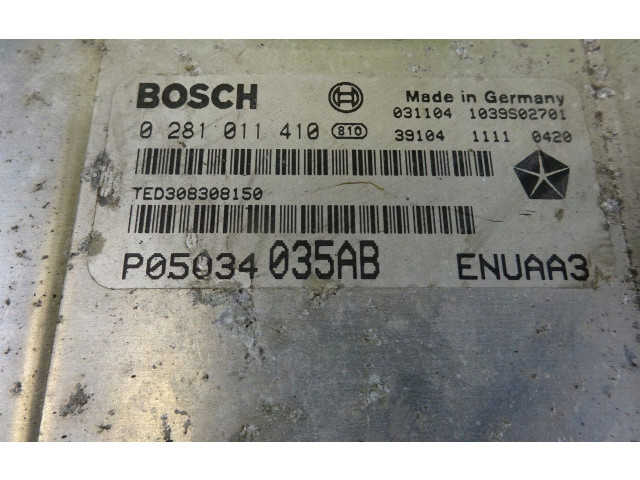 BOSCH
Made in Germany
031104 1039S02701
0 281 011 410 810
39104 1111 0420
TED308308150
P05034 035AB ENUAA3